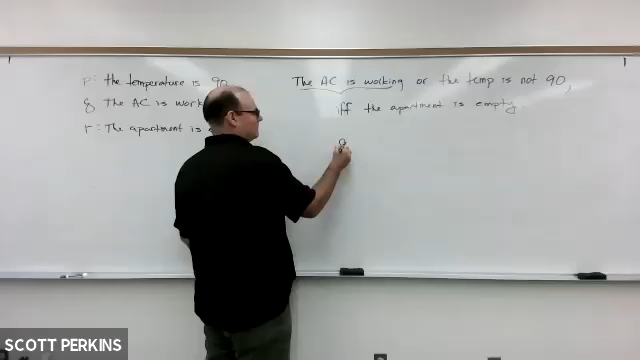 p: the temperature is 90
q The AC is work
r: The apartment is
The AC is working or the temp is not 90,
iff the apartment is empty.
q
SCOTT PERKINS